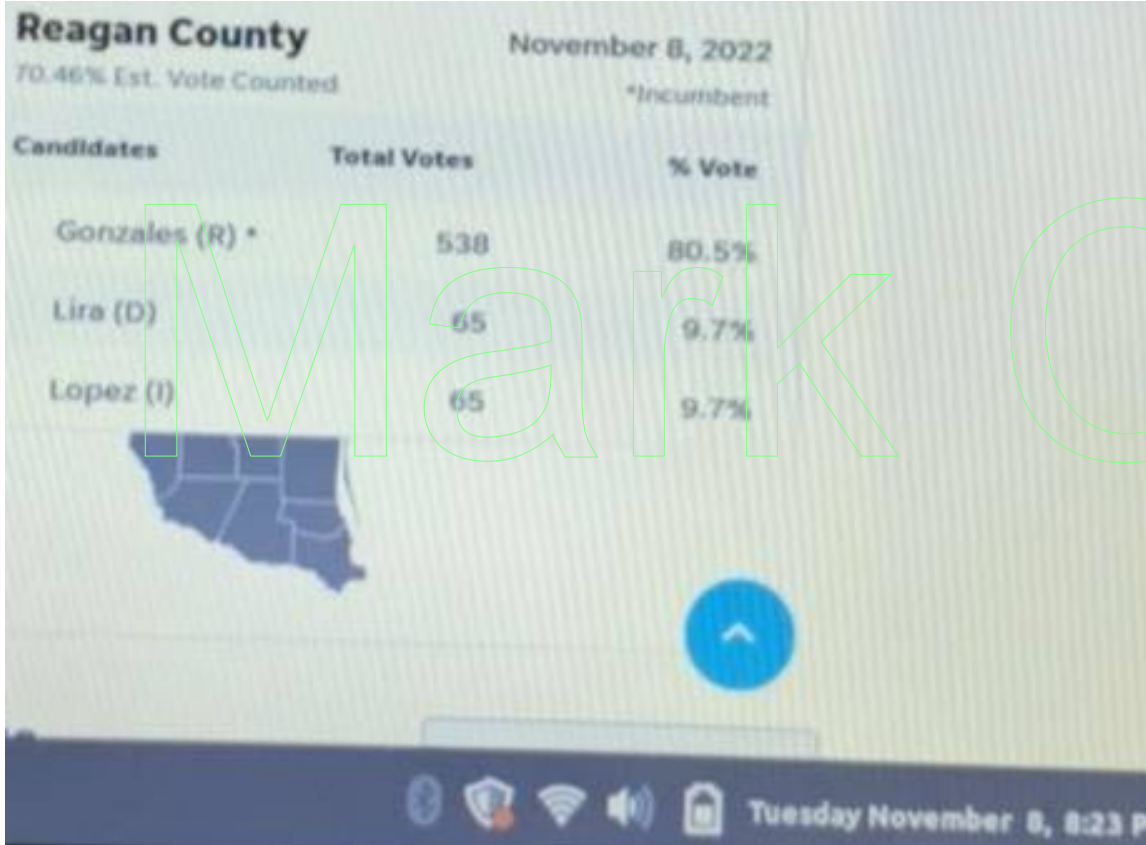 Reagan County
November 8, 2022
70.46% Est. Vote Counted
*Incumbent
Candidates Total Votes % Vote
Gonzales (R) * 538 80.5%
Lira (D) 65 9.7%
Lopez (I) 65 9.7%
Mark
Tuesday November 8, 8:23 P